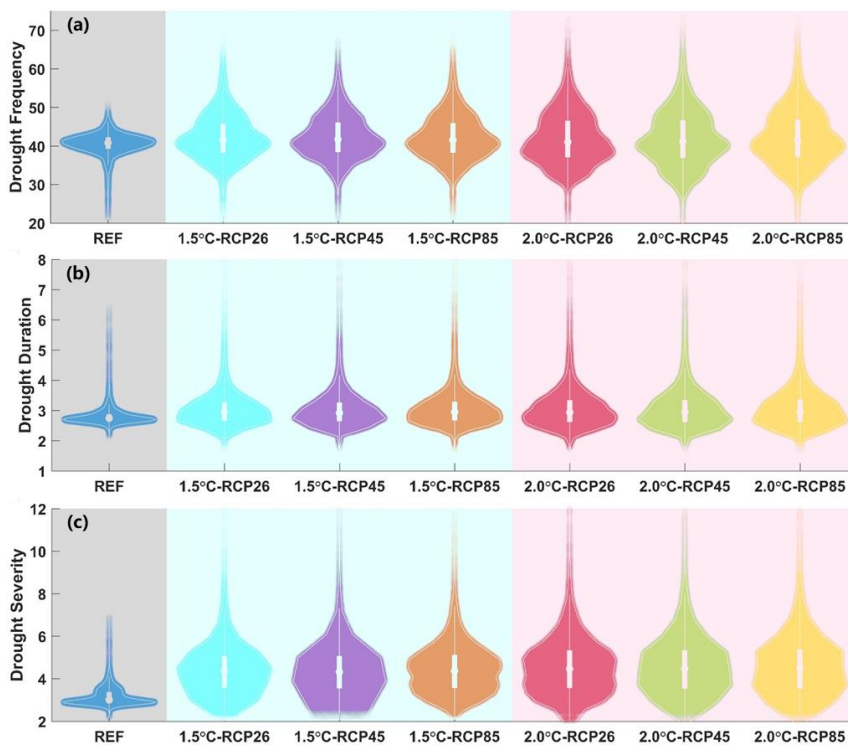 (a)
Drought Frequency
70
60
50
40
30
20
REF 1.5°C-RCP26 1.5°C-RCP45 1.5°C-RCP85 2.0°C-RCP26 2.0°C-RCP45 2.0°C-RCP85
(b)
Drought Duration
8
7
6
5
4
3
2
1
REF 1.5°C-RCP26 1.5°C-RCP45 1.5°C-RCP85 2.0°C-RCP26 2.0°C-RCP45 2.0°C-RCP85
(c)
Drought Severity
12
10
8
6
4
2
REF 1.5°C-RCP26 1.5°C-RCP45 1.5°C-RCP85 2.0°C-RCP26 2.0°C-RCP45 2.0°C-RCP85